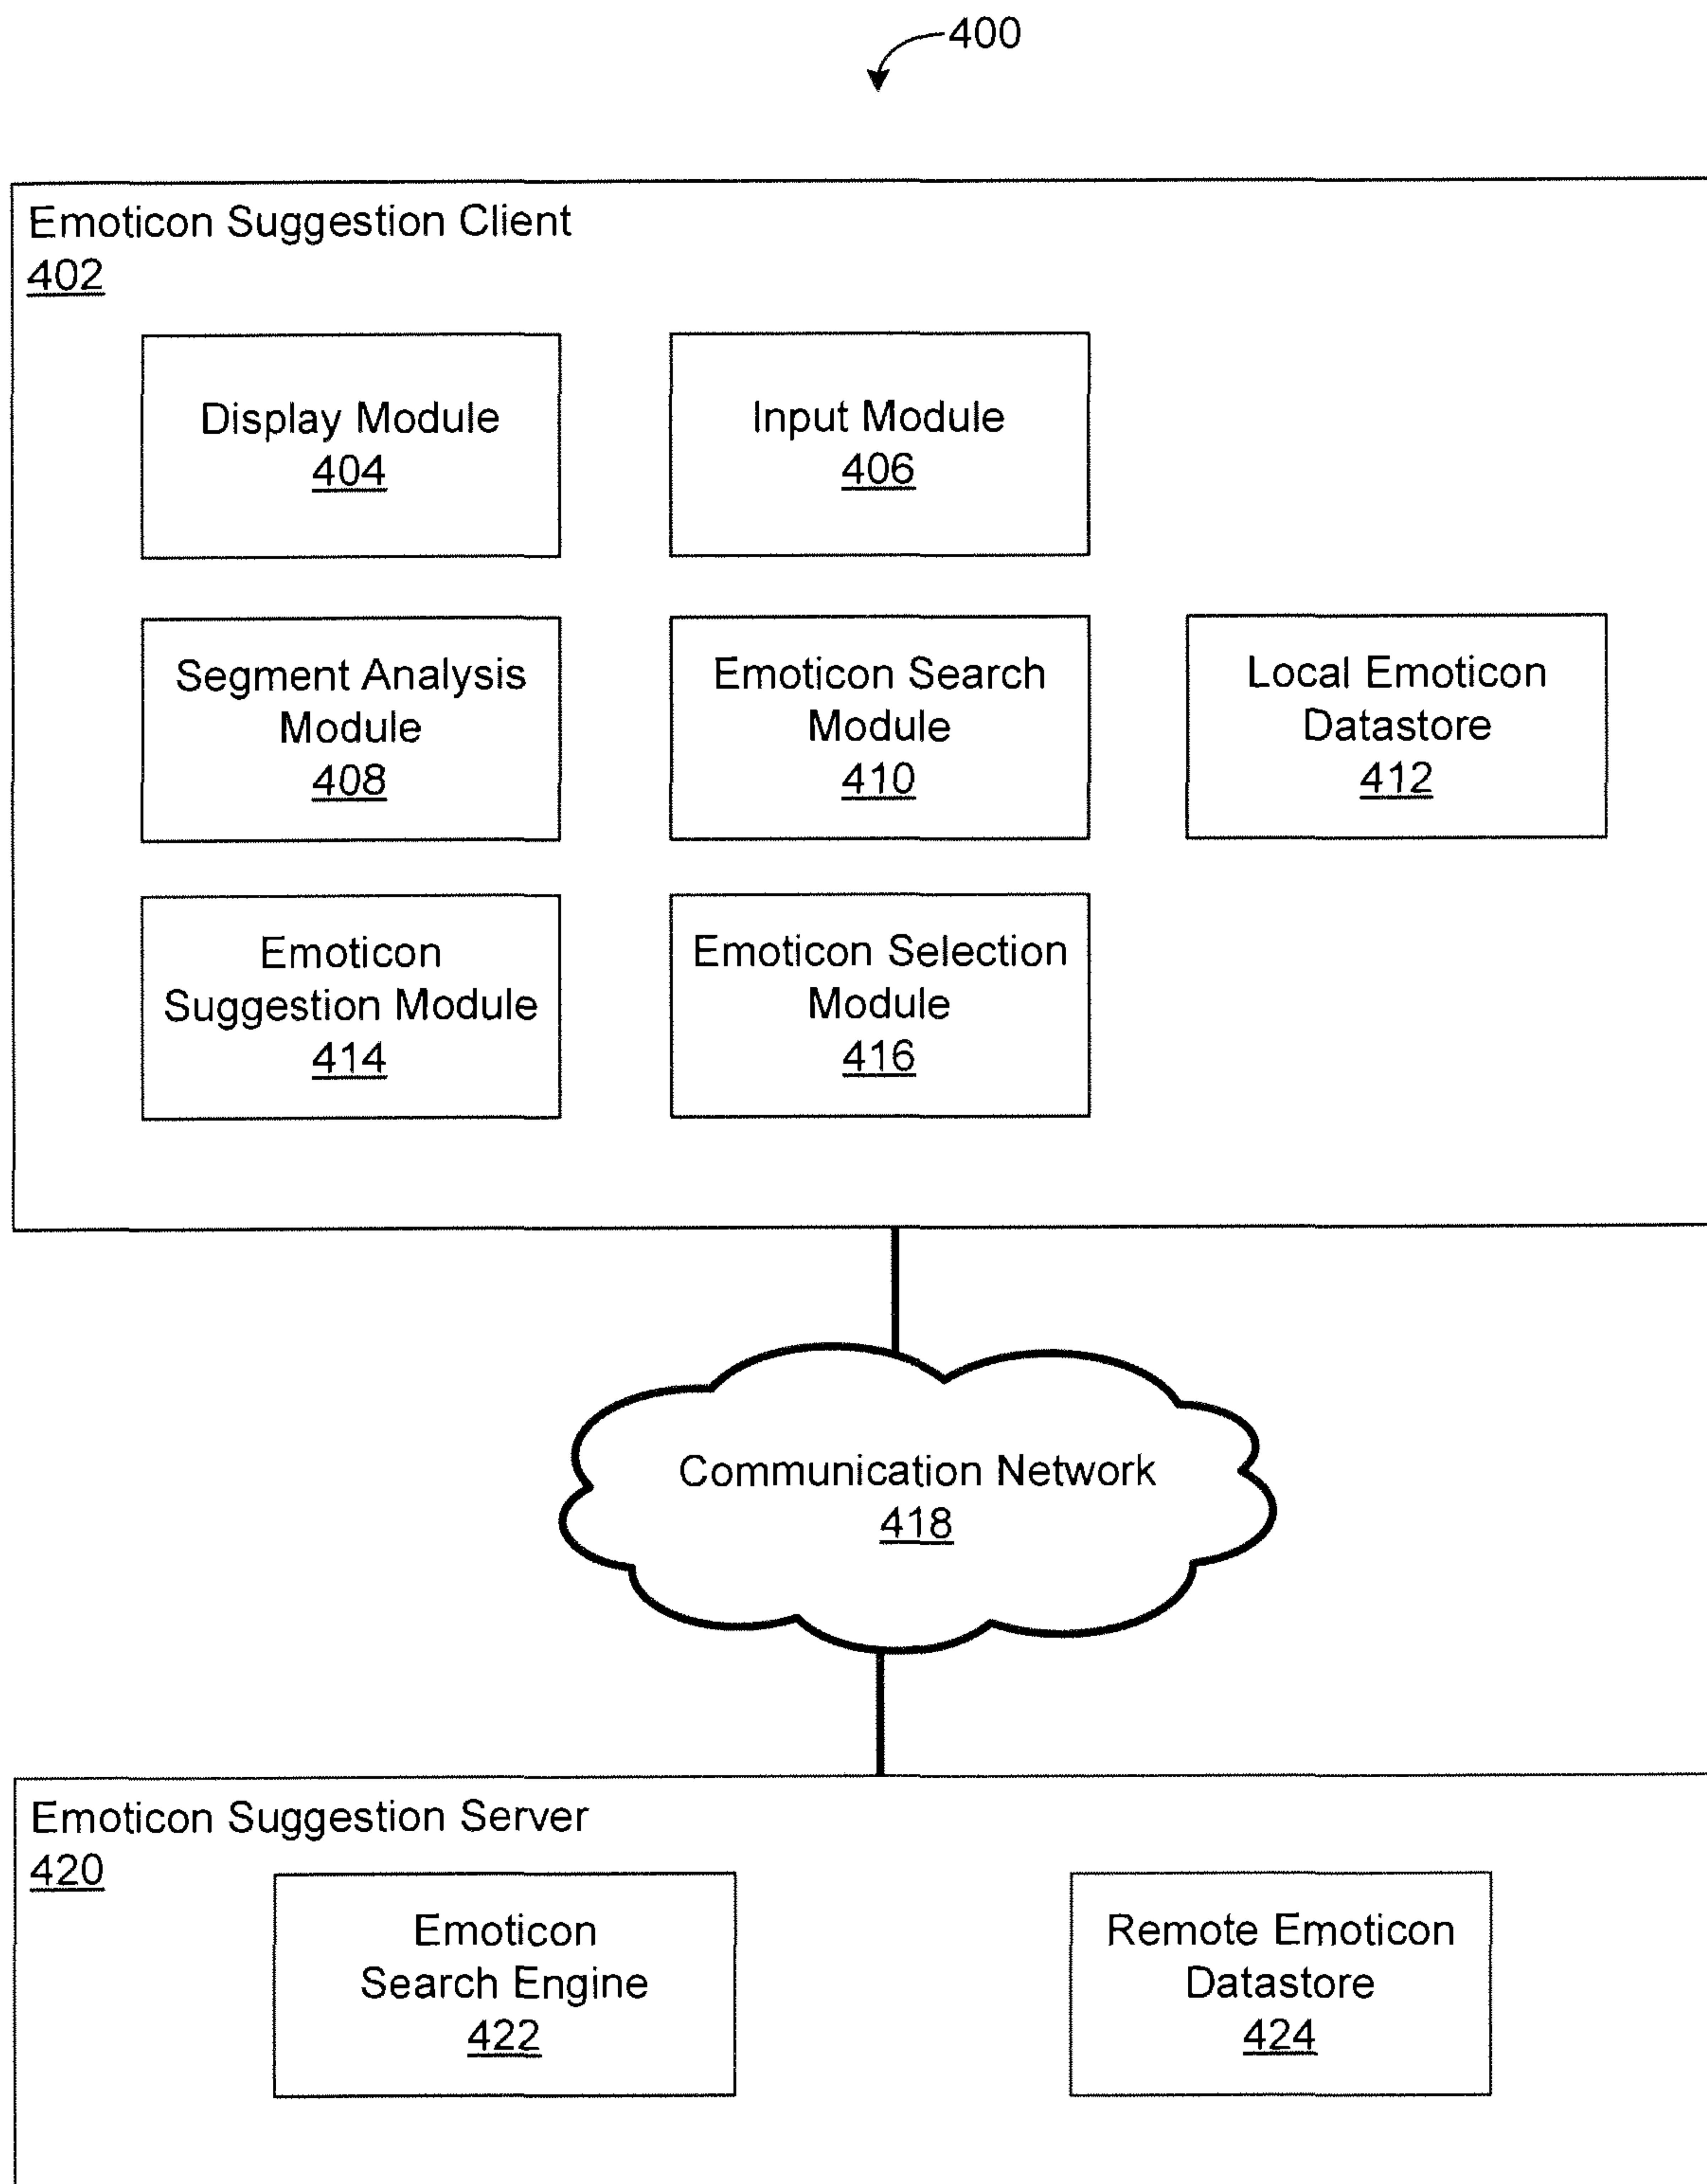 400
Emoticon Suggestion Client
402
Display Module
404
Input Module
406
Segment Analysis
Module
408
Emoticon Search
Module
410
Local Emoticon
Datastore
412
Emoticon
Suggestion Module
414
Emoticon Selection
Module
416
Communication Network
418
Emoticon Suggestion Server
420
Emoticon
Search Engine
422
Remote Emoticon
Datastore
424